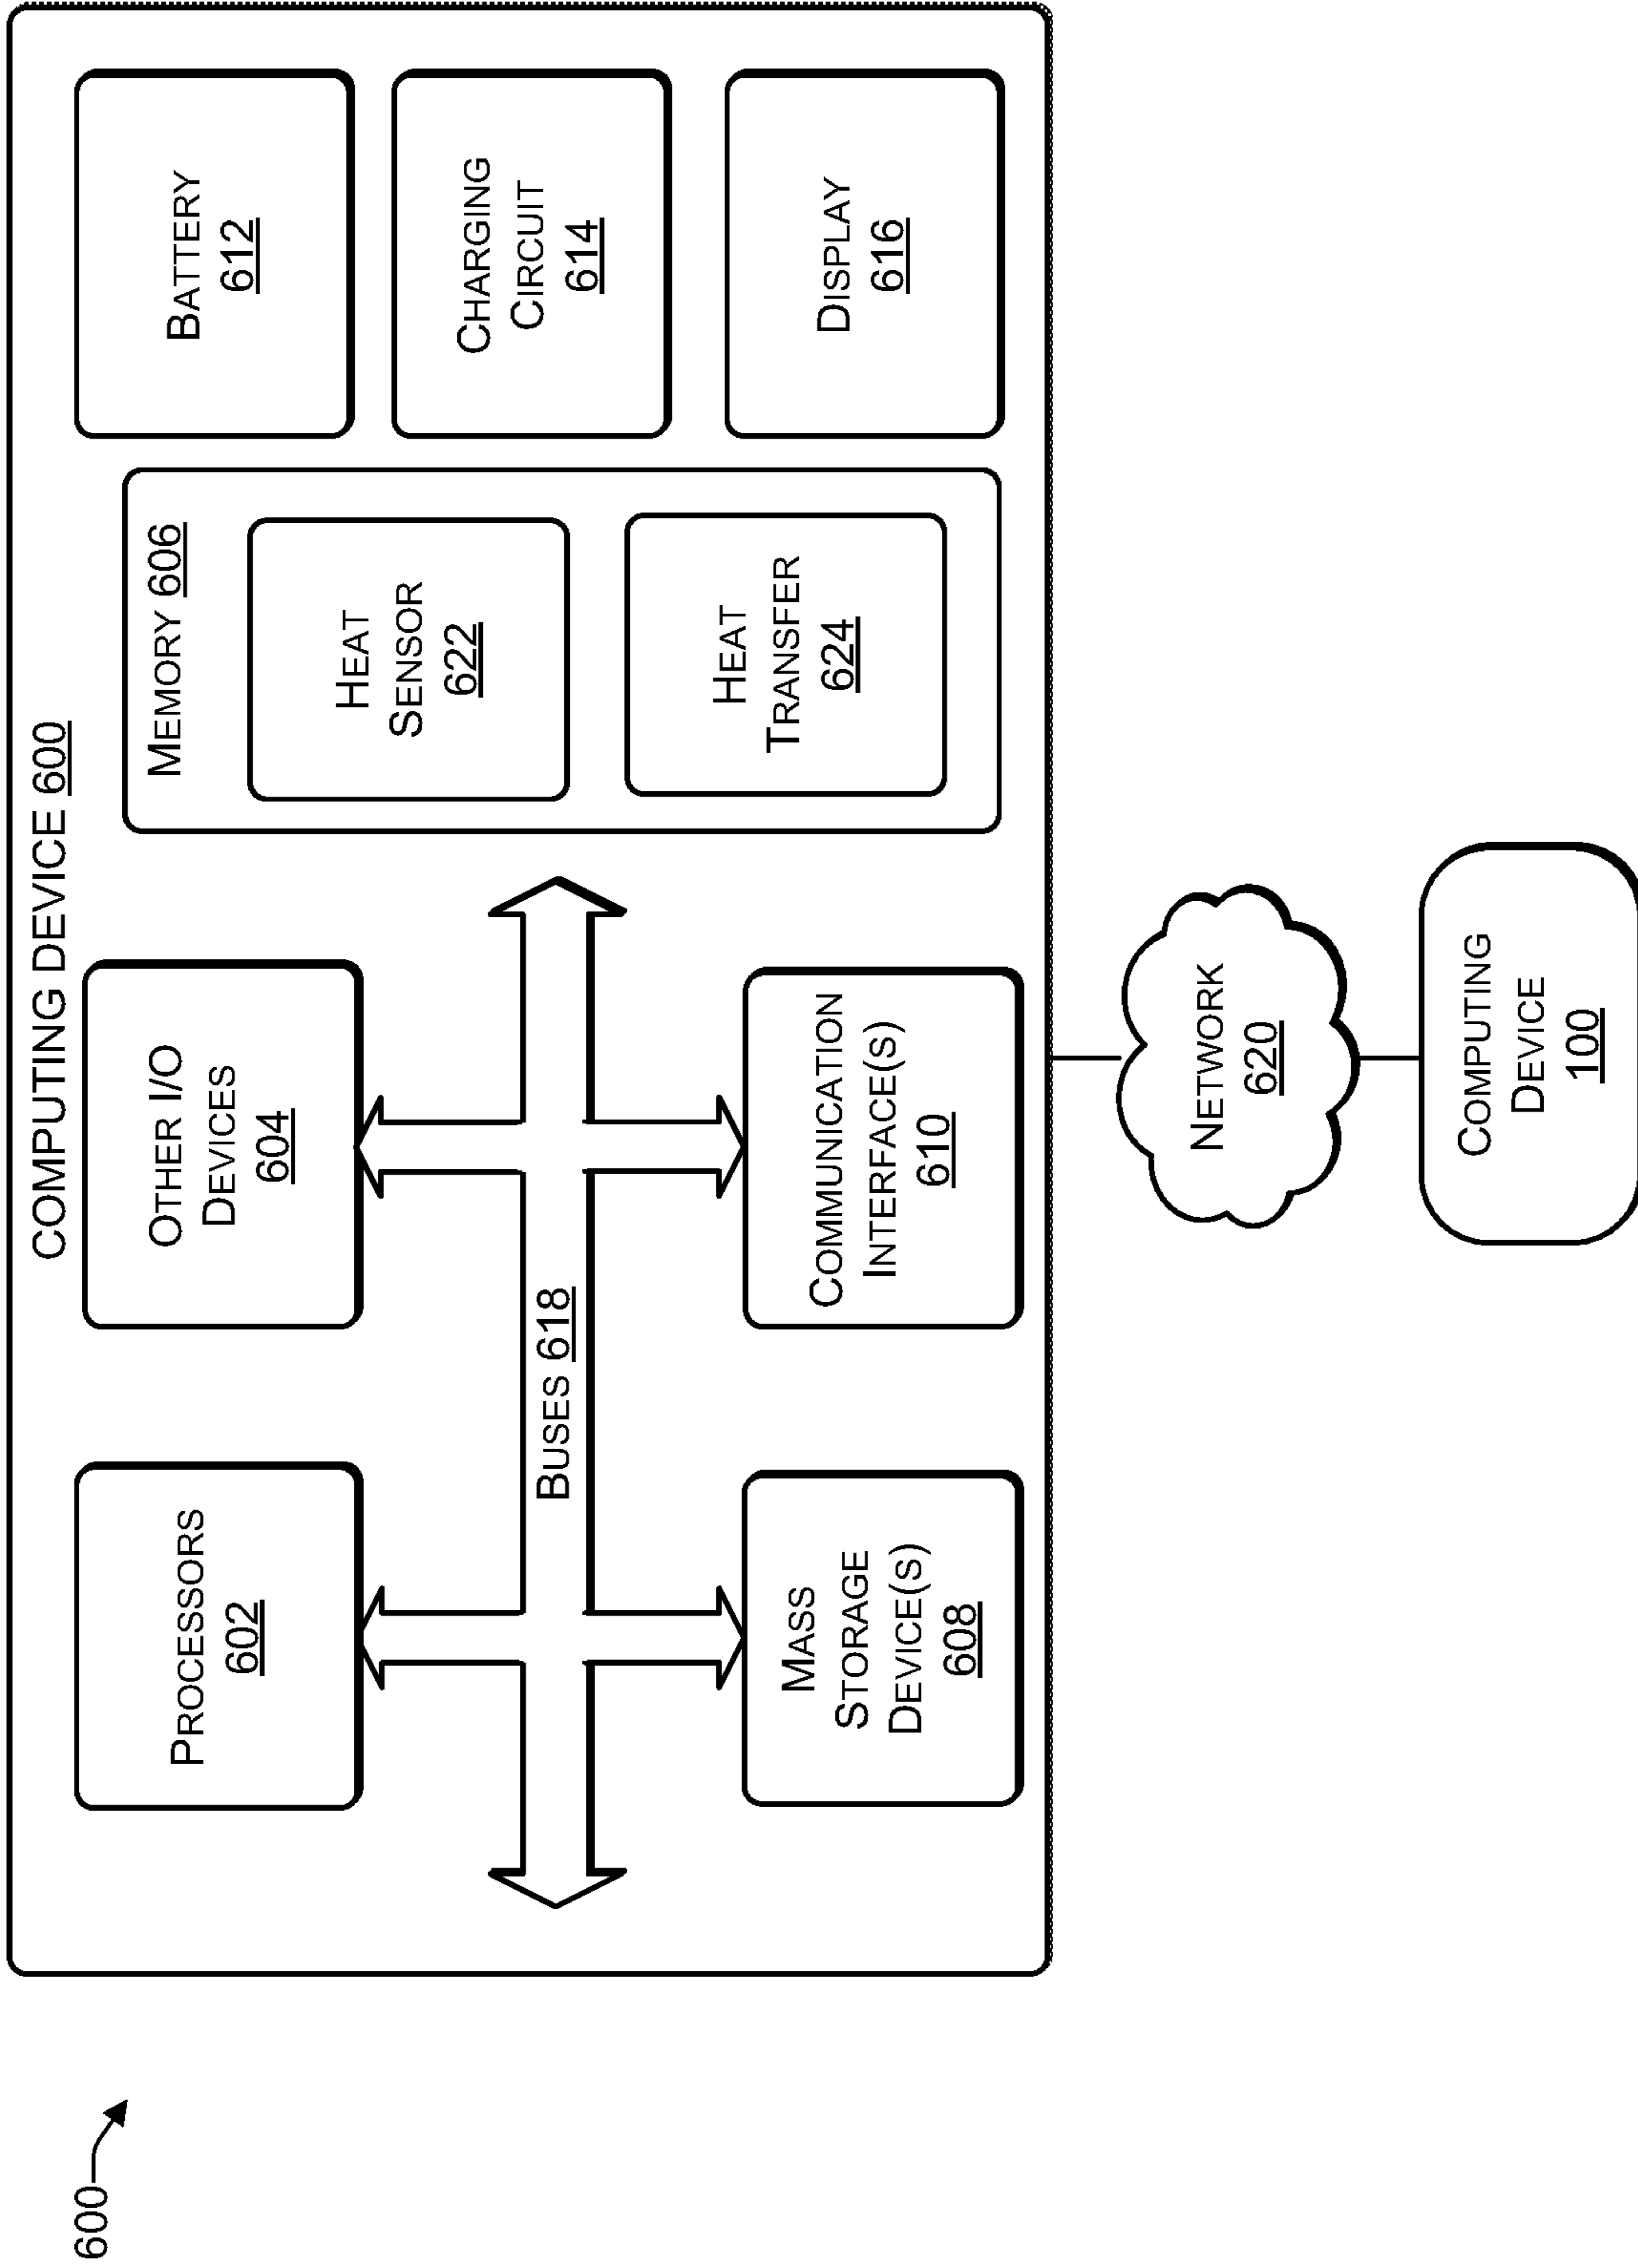 600
COMPUTING DEVICE 600
PROCESSORS
602
OTHER I/O
DEVICES
604
MEMORY 606
HEAT
SENSOR
622
HEAT
TRANSFER
624
BATTERY
612
CHARGING
CIRCUIT
614
DISPLAY
616
BUSES 618
MASS
STORAGE
DEVICE(S)
608
COMMUNICATION
INTERFACE(S)
610
NETWORK
620
COMPUTING
DEVICE
100